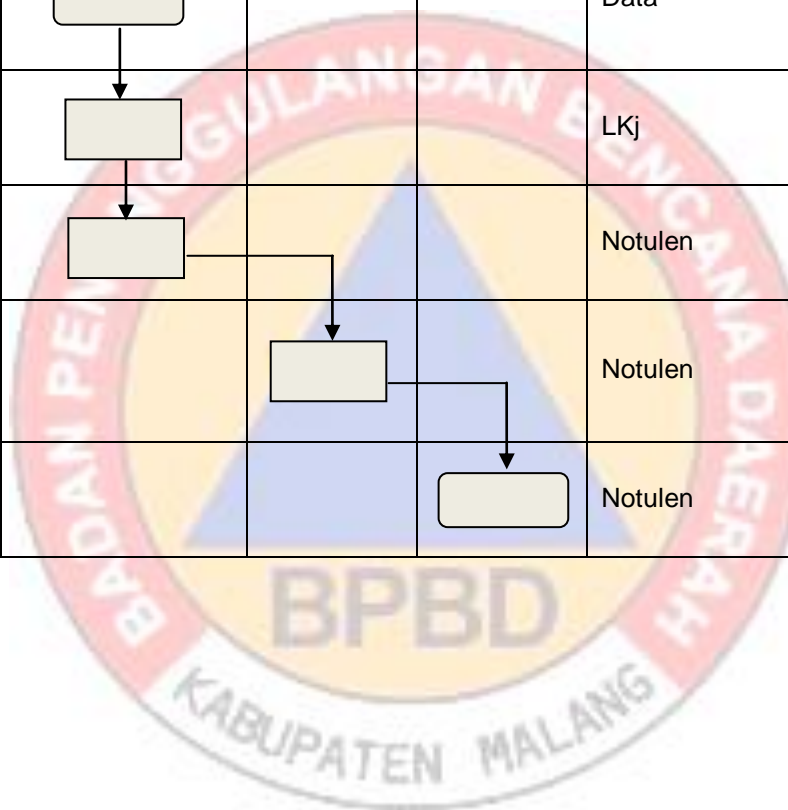 Data
LKj
Notulen
Notulen
Notulen
BADAN PENANGGULANGAN BENCANA DAERAH
BPBD
KABUPATEN MALANG